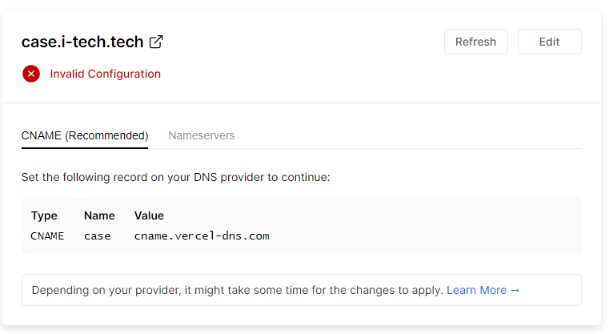 case.i-tech.tech
Refresh Edit
Invalid Configuration
CNAME (Recommended) Nameservers
Set the following record on your DNS provider to continue:
Type Name Value
CNAME case cname.vercel-dns.com
Depending on your provider, it might take some time for the changes to apply. Learn More →